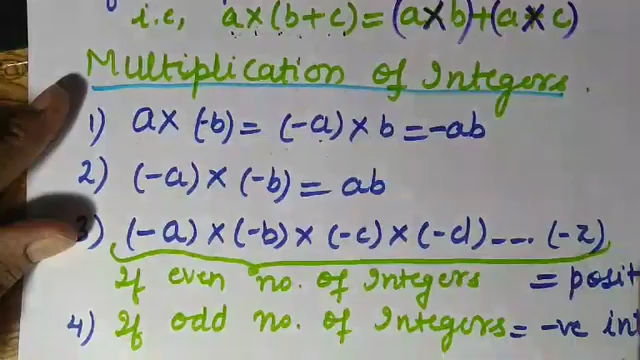 i.e, a×(b+c)=(a×b)+(a×c)
Multiplication of Integers.
1) a×(-b)=(-a)×b=-ab
2) (-a)×(-b)=ab
3) (-a)×(-b)×(-c)×(-d)----(-z)
If even no. of Integers = posit
4) If odd no. of Integers=-ve int